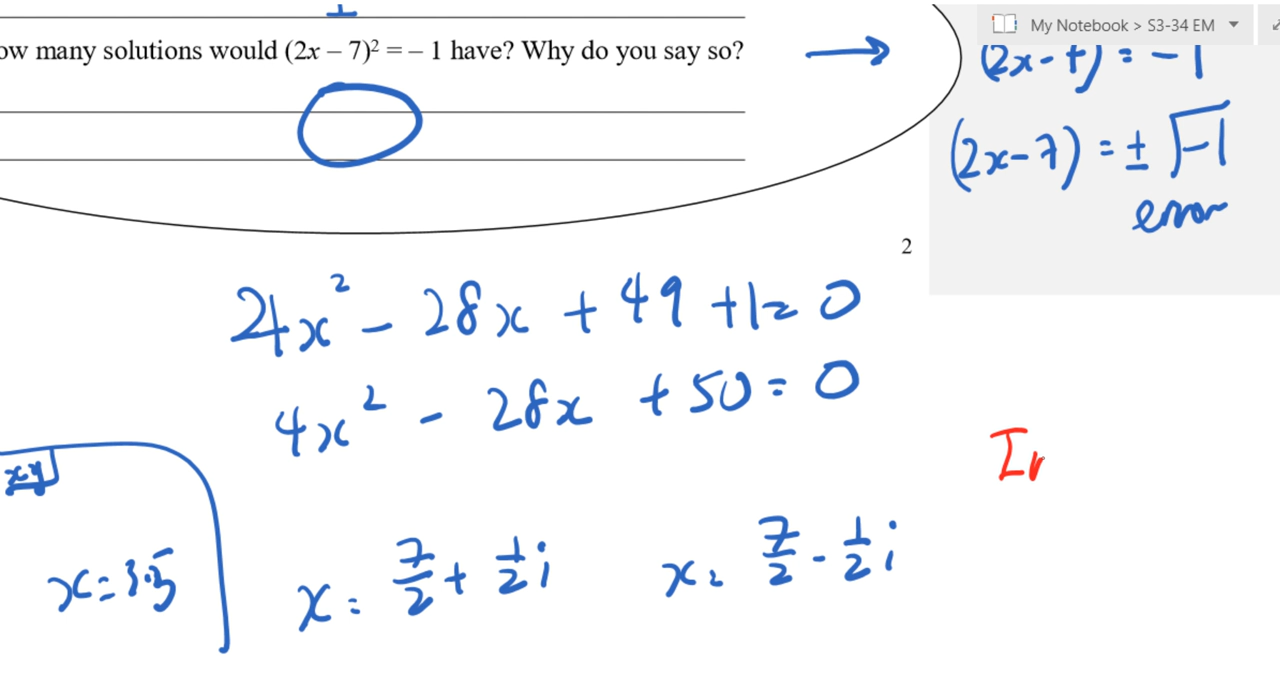 My Notebook > S3-34 EM
ow many solutions would (2x – 7)² = – 1 have? Why do you say so?
(2x-7) = -1
(2x-7) = ± √-1
error
2
4x² - 28x + 49 +1= 0
4x² - 28x + 50 = 0
xy
x = 3.5
x = 7/2 + 1/2 i
x = 7/2 - 1/2 i